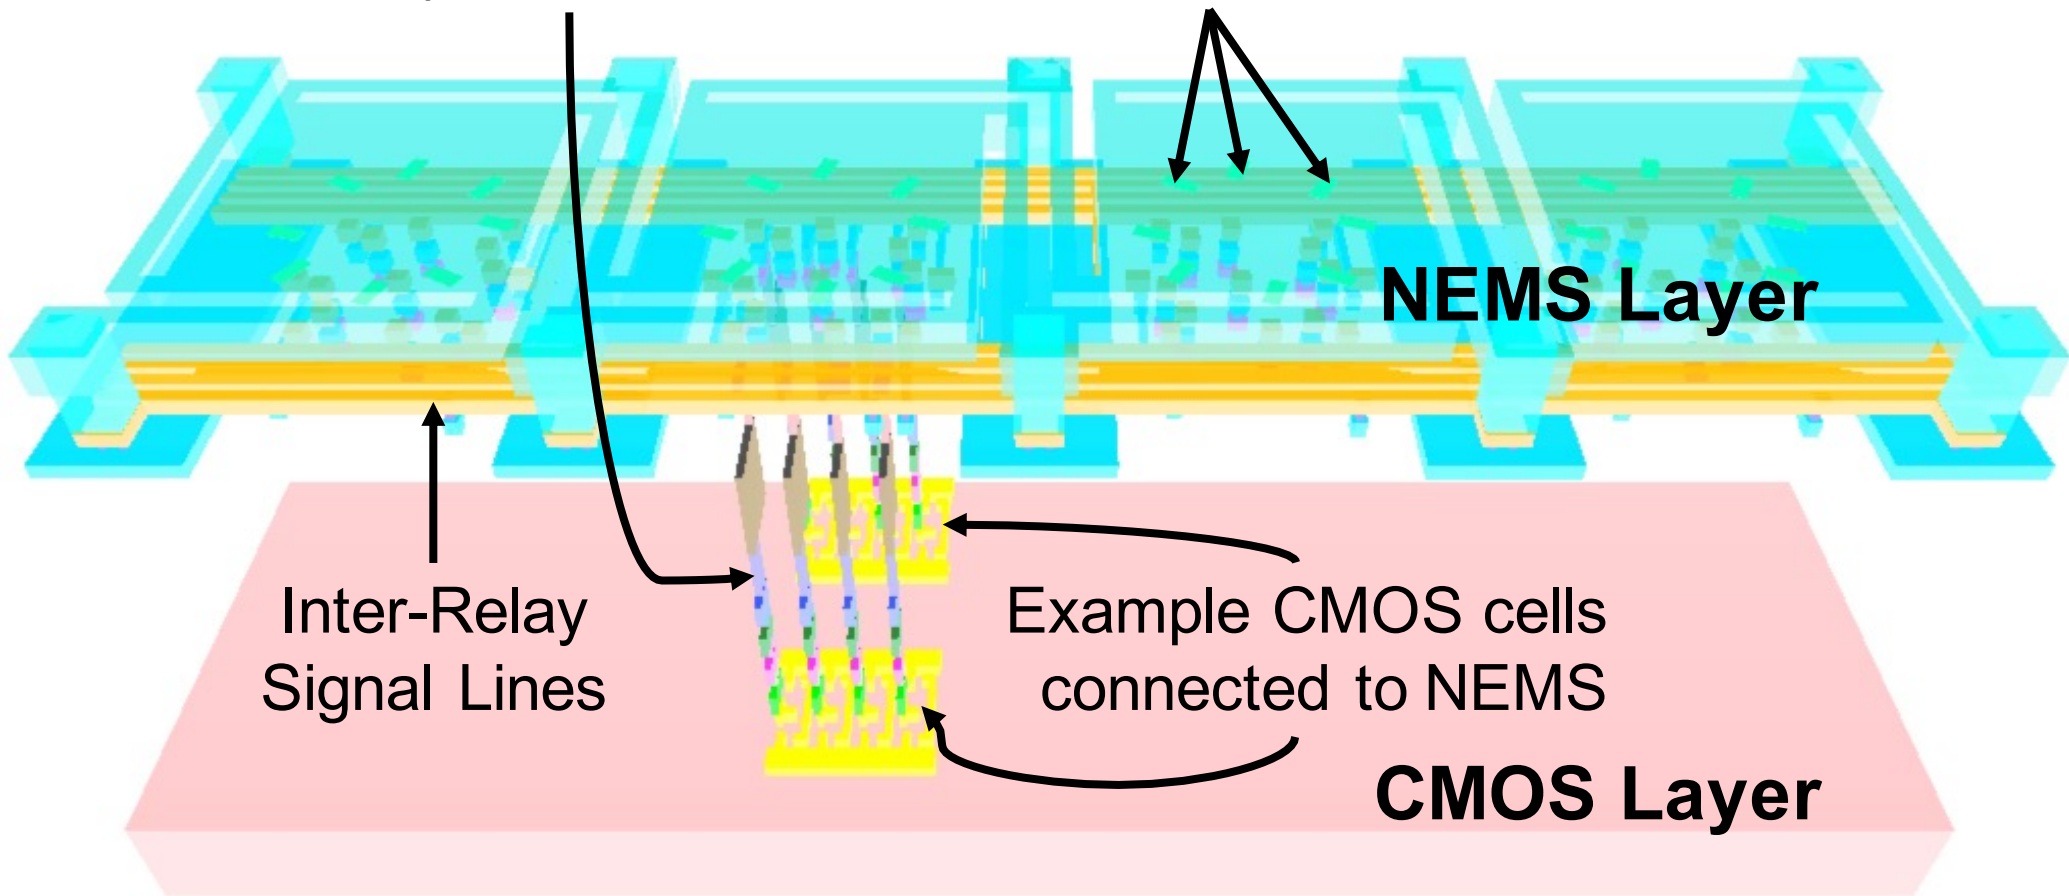 NEMS Layer
Inter-Relay
Signal Lines
Example CMOS cells
connected to NEMS
CMOS Layer